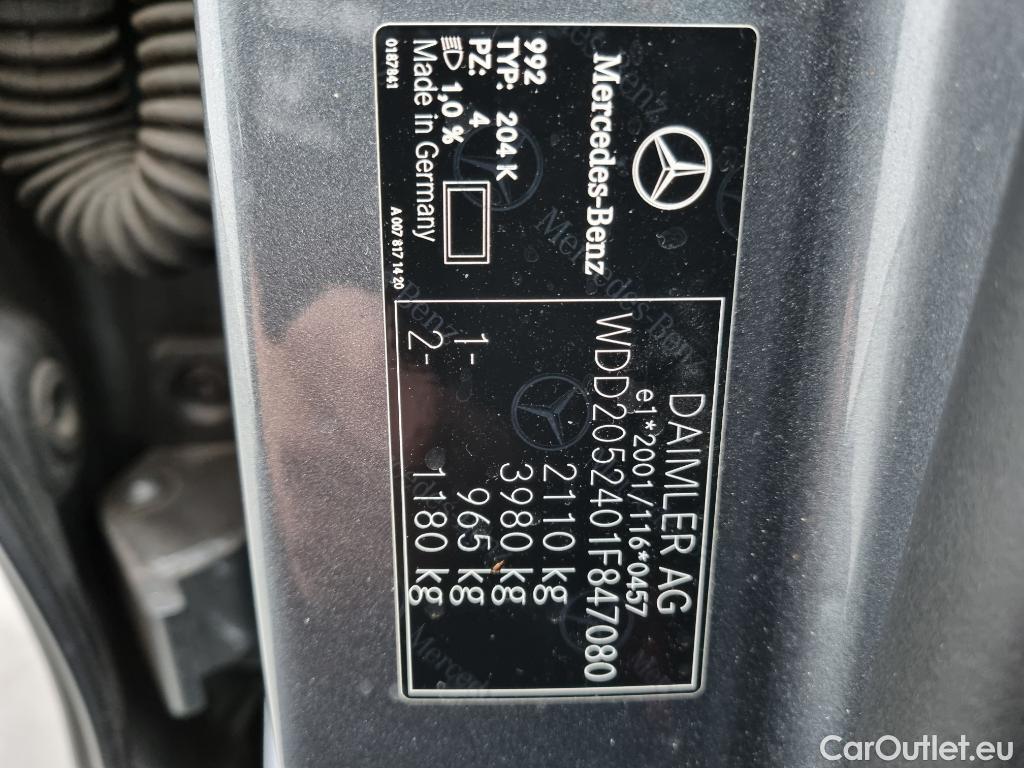 Mercedes-Benz
992
TYP: 204 K
PZ: 4
1,0 %
Made in Germany
0167841
A 007 817 14 20
DAIMLER AG
e1*2001/116*0457
WDD2052401F847080
2110 kg
3980 kg
1- 965 kg
2- 1180 kg
CarOutlet.eu